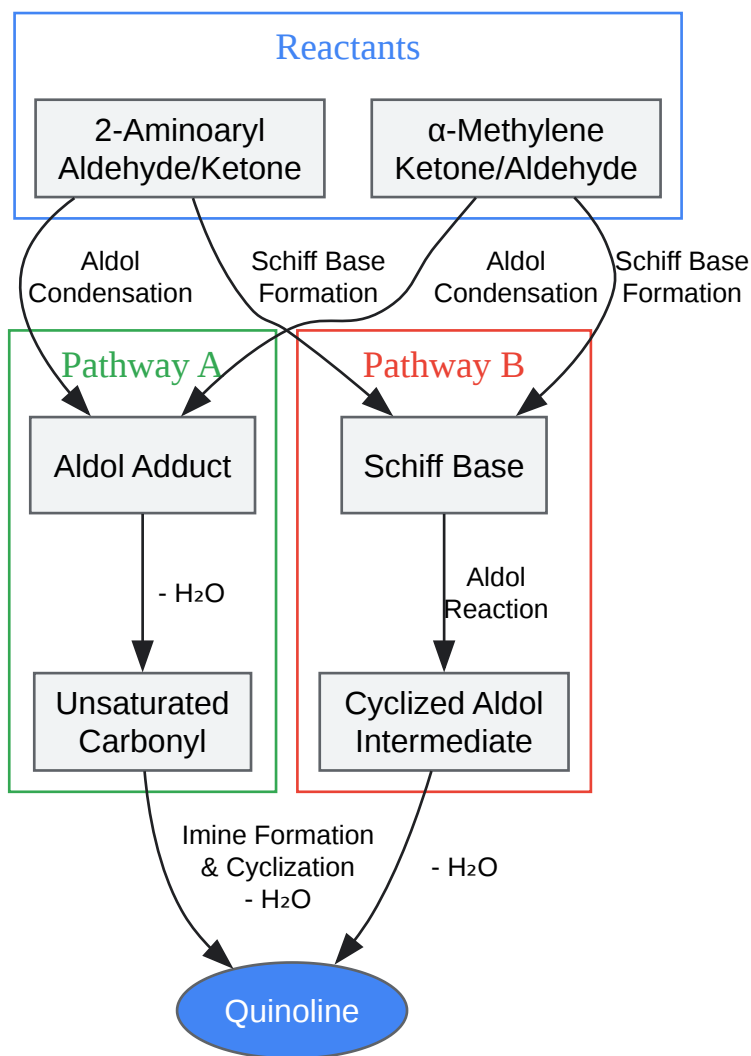 Reactants
2-Aminoaryl
Aldehyde/Ketone
α-Methylene
Ketone/Aldehyde
Aldol
Condensation
Schiff Base
Formation
Aldol
Condensation
Schiff Base
Formation
Pathway A
Pathway B
Aldol Adduct
Schiff Base
- H₂O
Aldol
Reaction
Unsaturated
Carbonyl
Cyclized Aldol
Intermediate
Imine Formation
& Cyclization
- H₂O
- H₂O
Quinoline